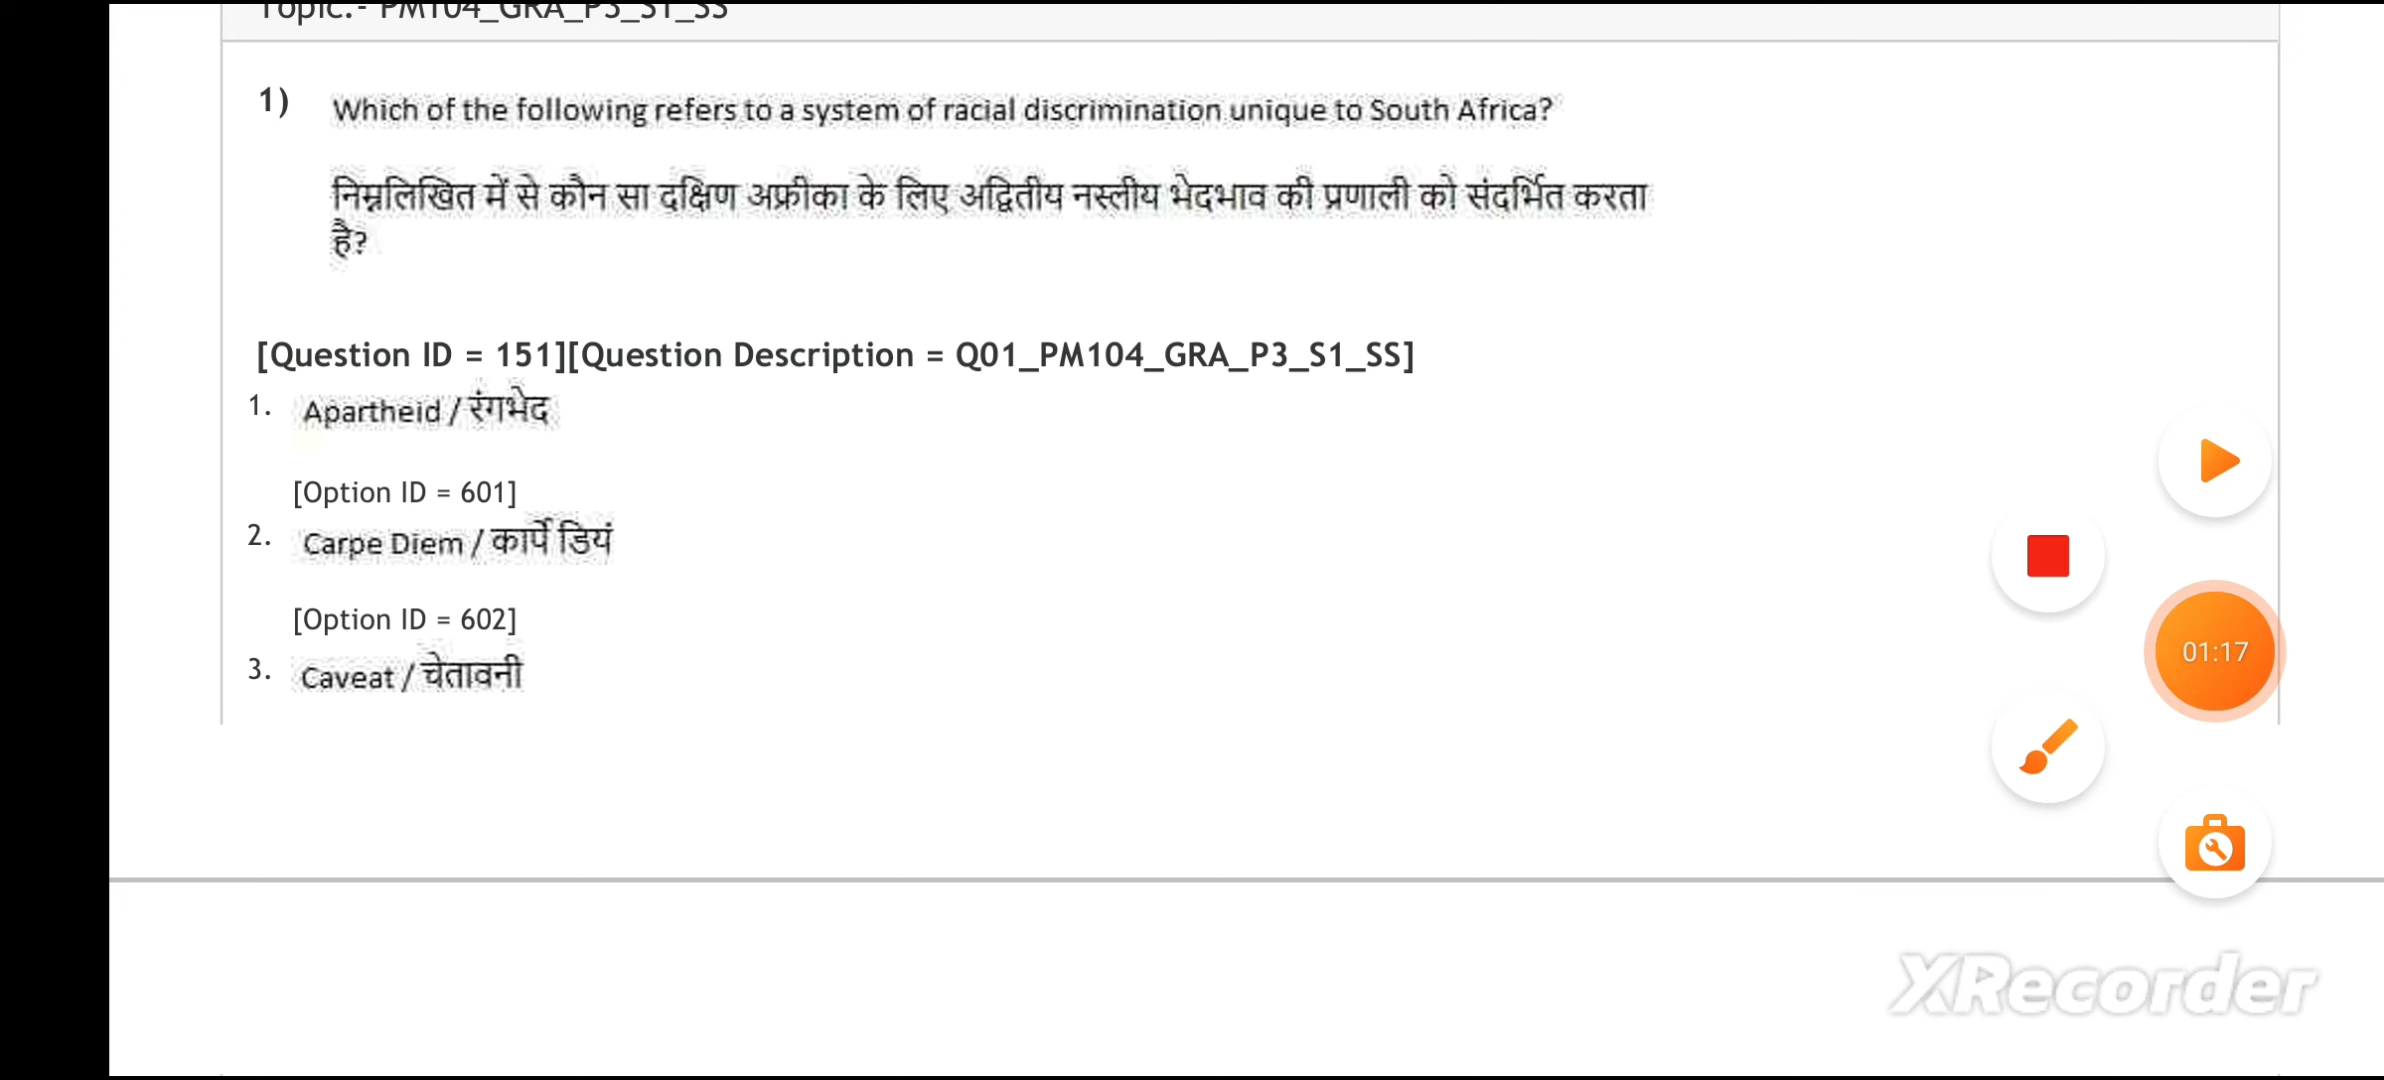 Topic:- PM104_GRA_P3_S1_SS
1) Which of the following refers to a system of racial discrimination unique to South Africa?
निम्नलिखित में से कौन सा दक्षिण अफ्रीका के लिए अद्वितीय नस्लीय भेदभाव की प्रणाली को संदर्भित करता
है?
[Question ID = 151][Question Description = Q01_PM104_GRA_P3_S1_SS]
1. Apartheid / रंगभेद
[Option ID = 601]
2. Carpe Diem / कार्पे डियं
[Option ID = 602]
3. Caveat / चेतावनी
01:17
XRecorder